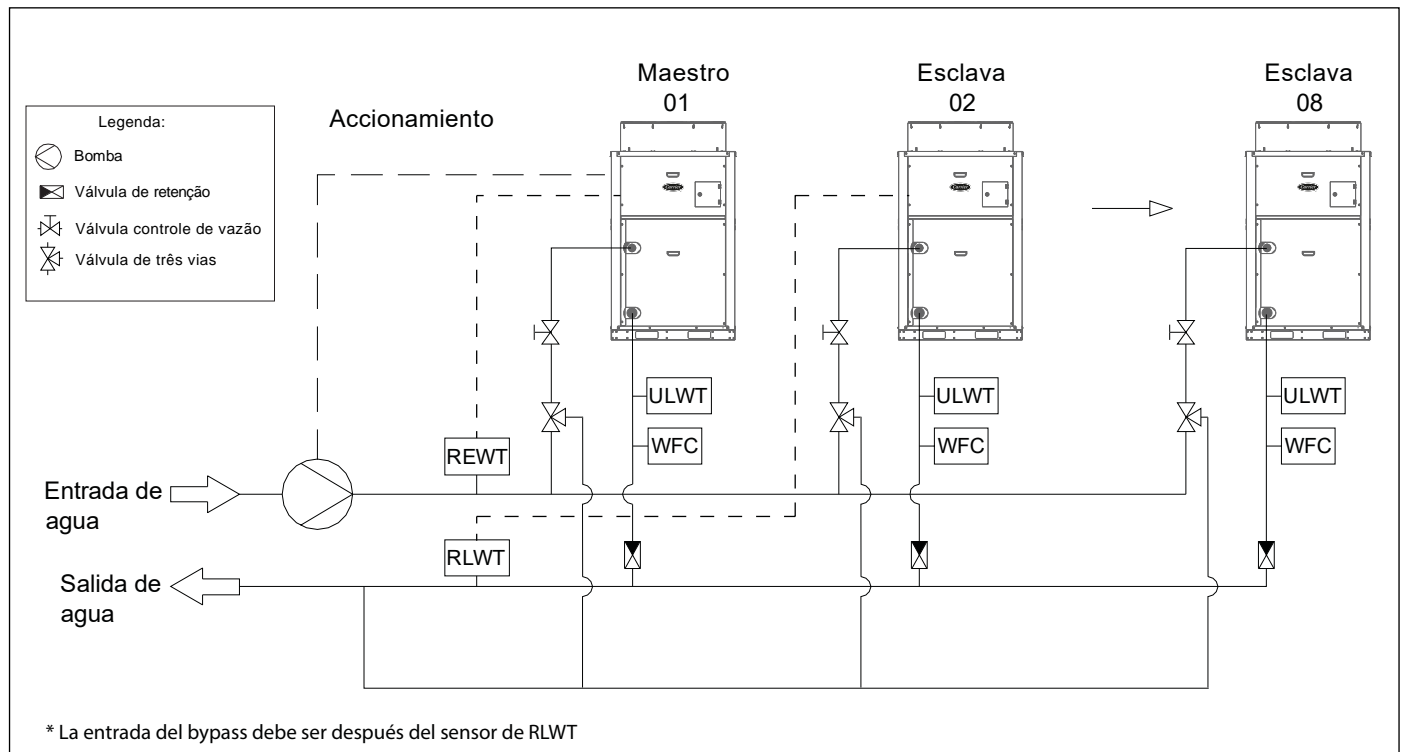 Maestro
01
Esclava
02
Esclava
08
Legenda:
Bomba
Válvula de retenção
Válvula controle de vazão
Válvula de três vias
Accionamiento
ULWT
ULWT
ULWT
WFC
WFC
WFC
REWT
Entrada de
agua
RLWT
Salida de
agua
* La entrada del bypass debe ser después del sensor de RLWT